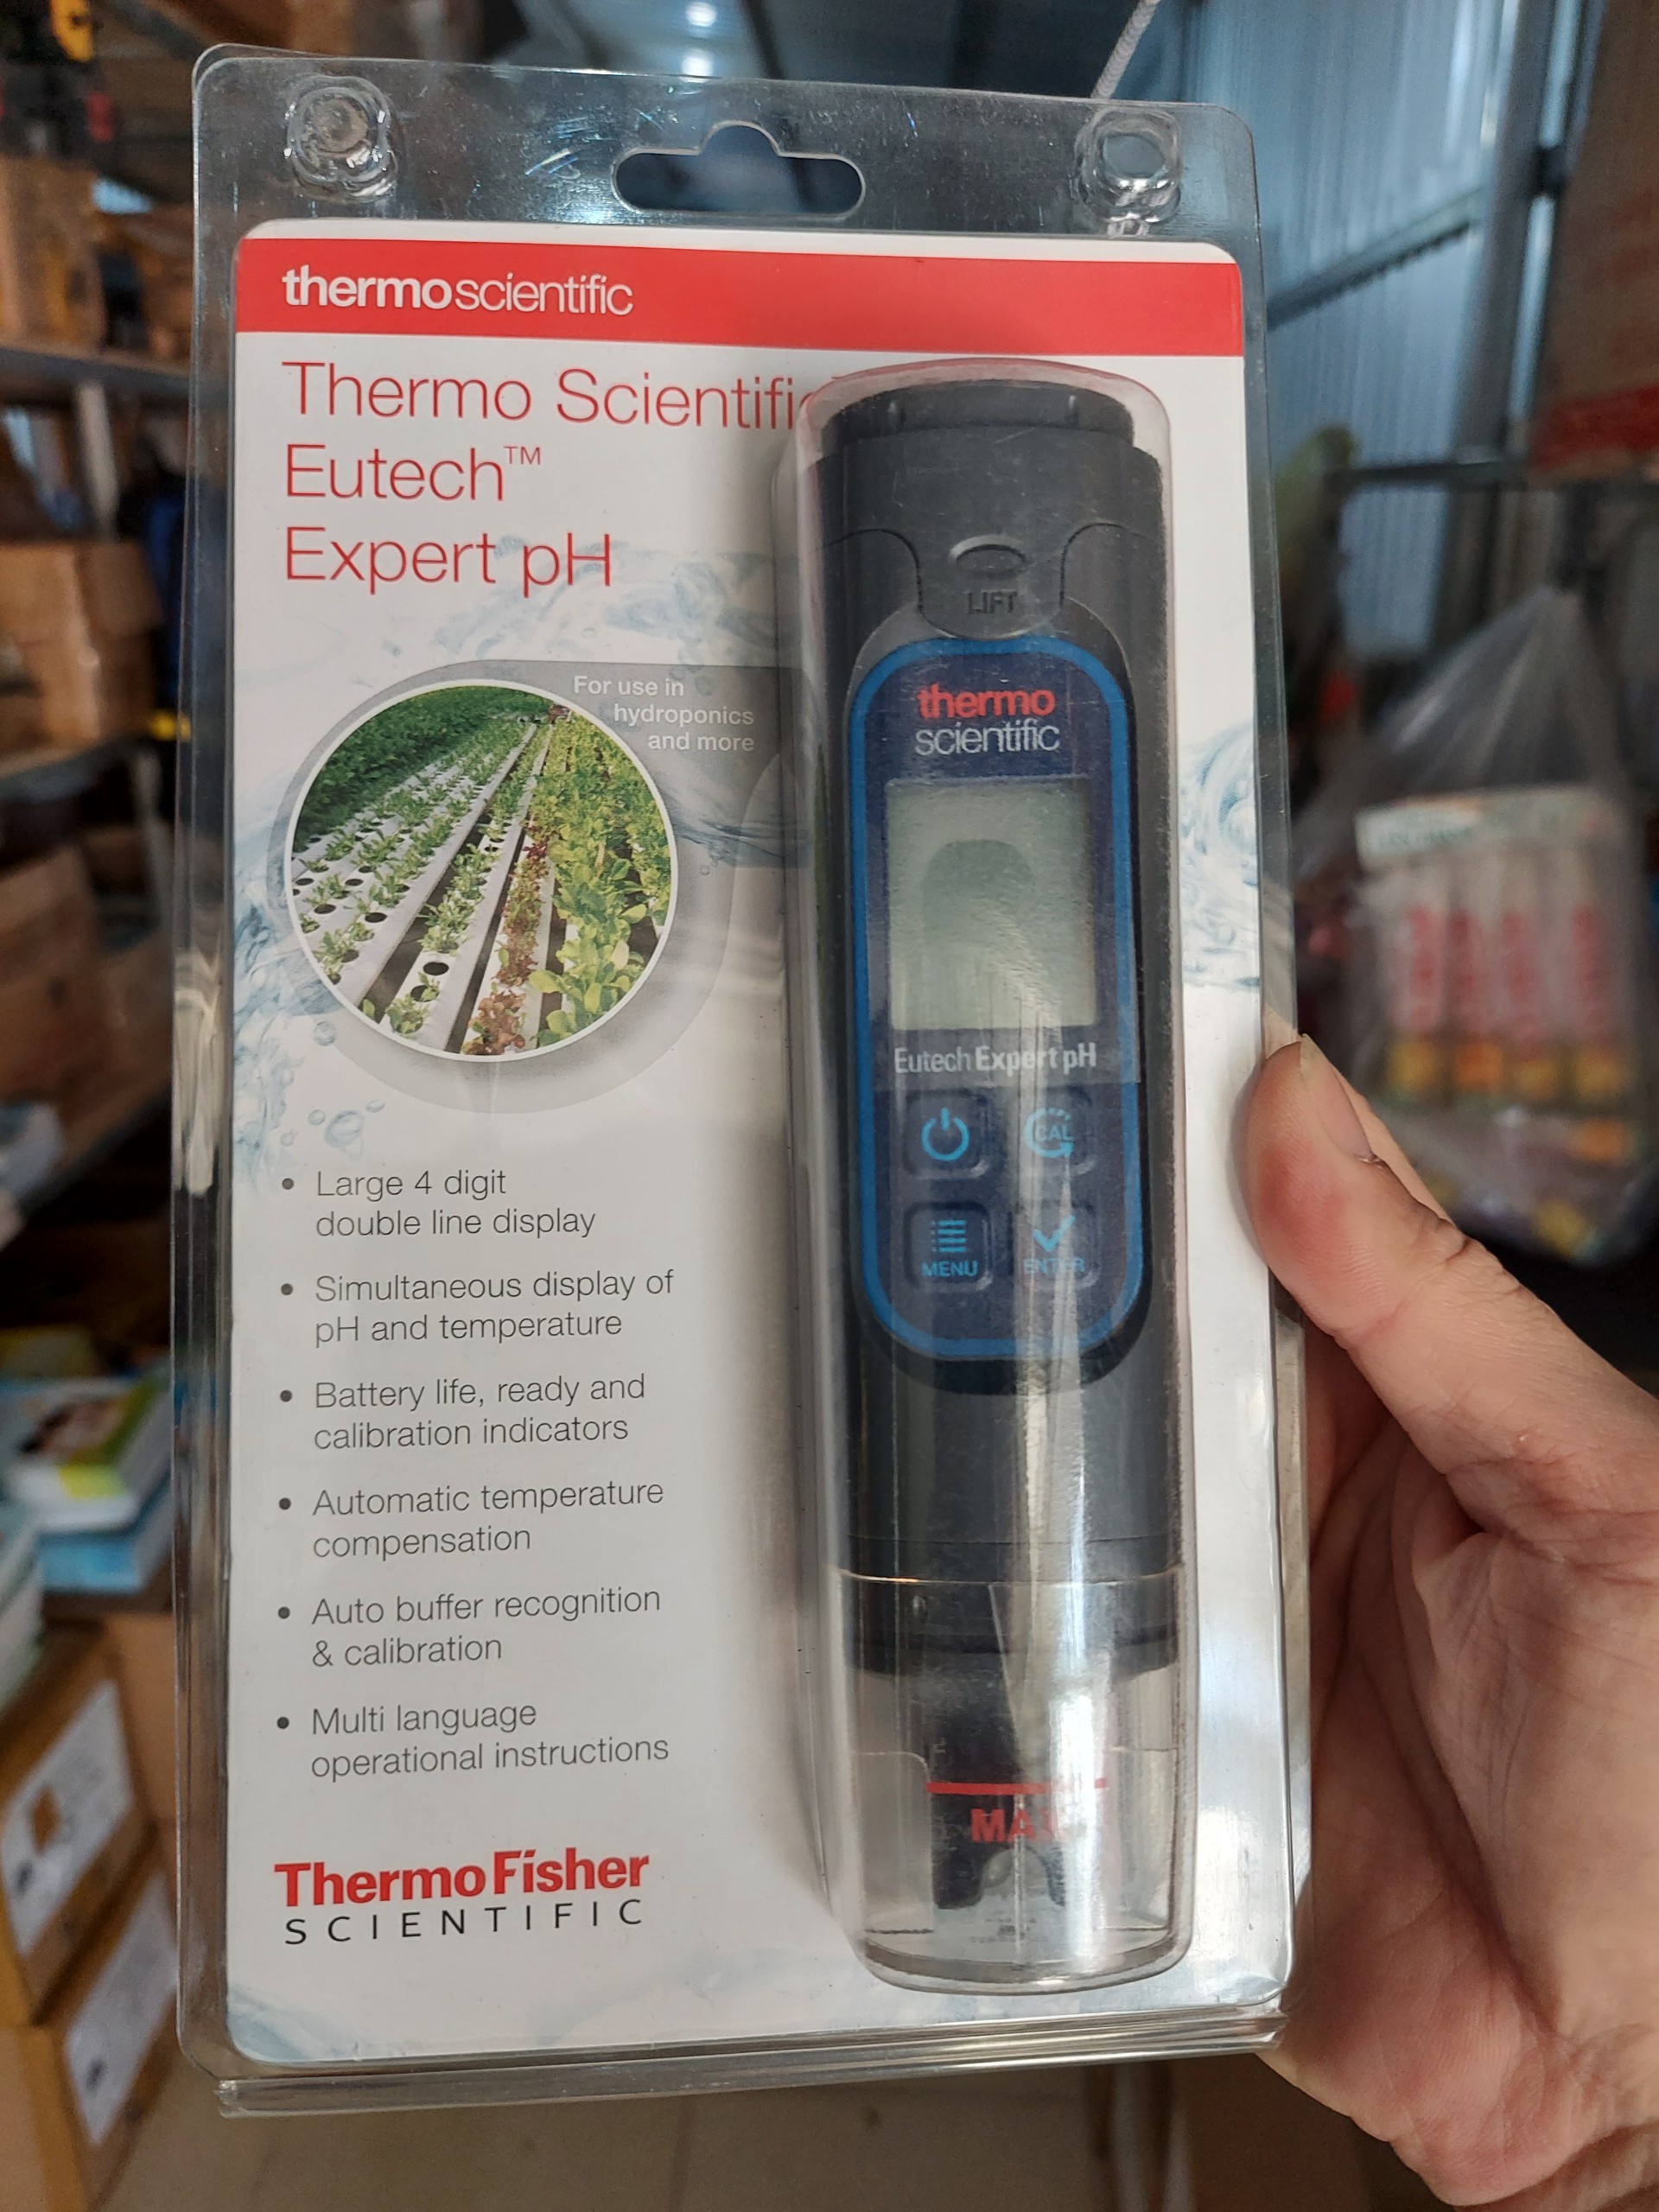 thermoscientific
Thermo Scientific
Eutech™
Expert pH
For use in
hydroponics
and more
• Large 4 digit
double line display
• Simultaneous display of
pH and temperature
• Battery life, ready and
calibration indicators
• Automatic temperature
compensation
• Auto buffer recognition
& calibration
• Multi language
operational instructions
ThermoFisher
SCIENTIFIC
LIFT
thermo
scientific
Eutech Expert pH
CAL
MENU ENTER
MAX